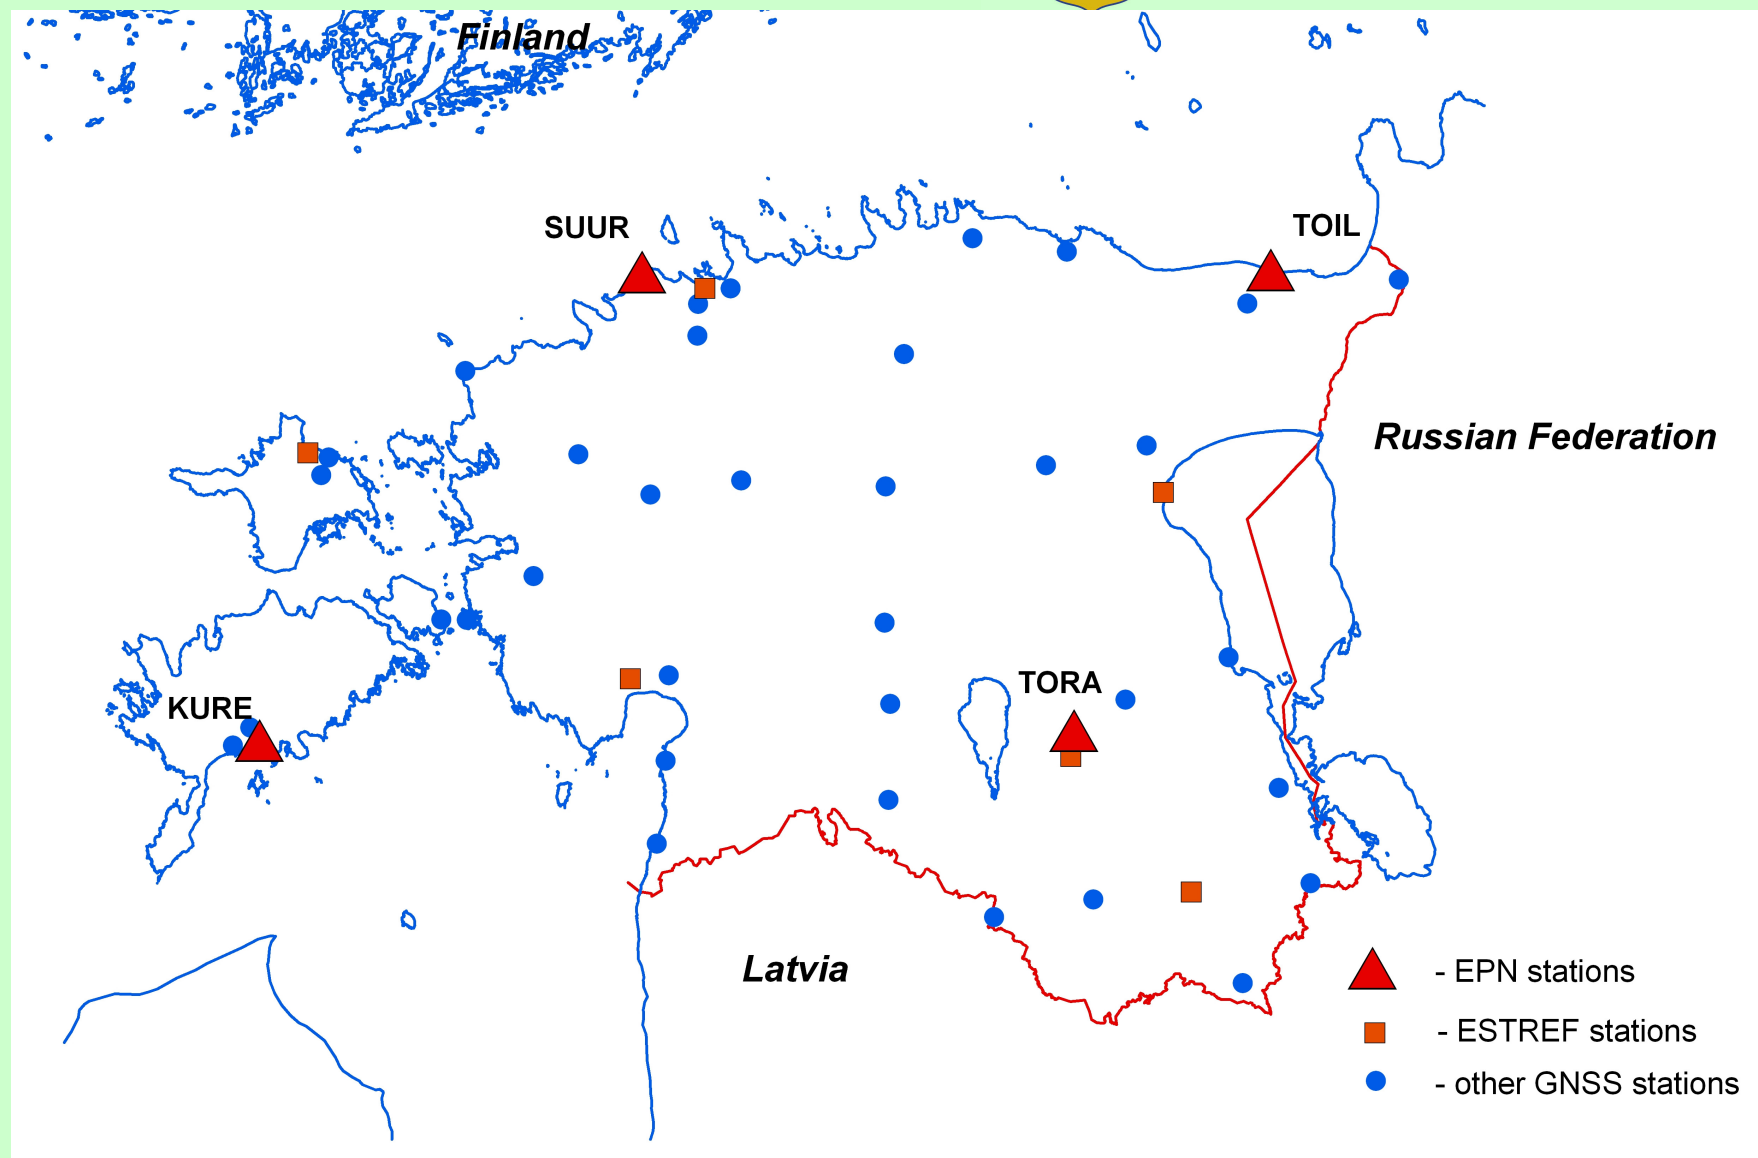 Finland
SUUR
TOIL
Russian Federation
TORA
KURE
Latvia
- EPN stations
- ESTREF stations
- other GNSS stations